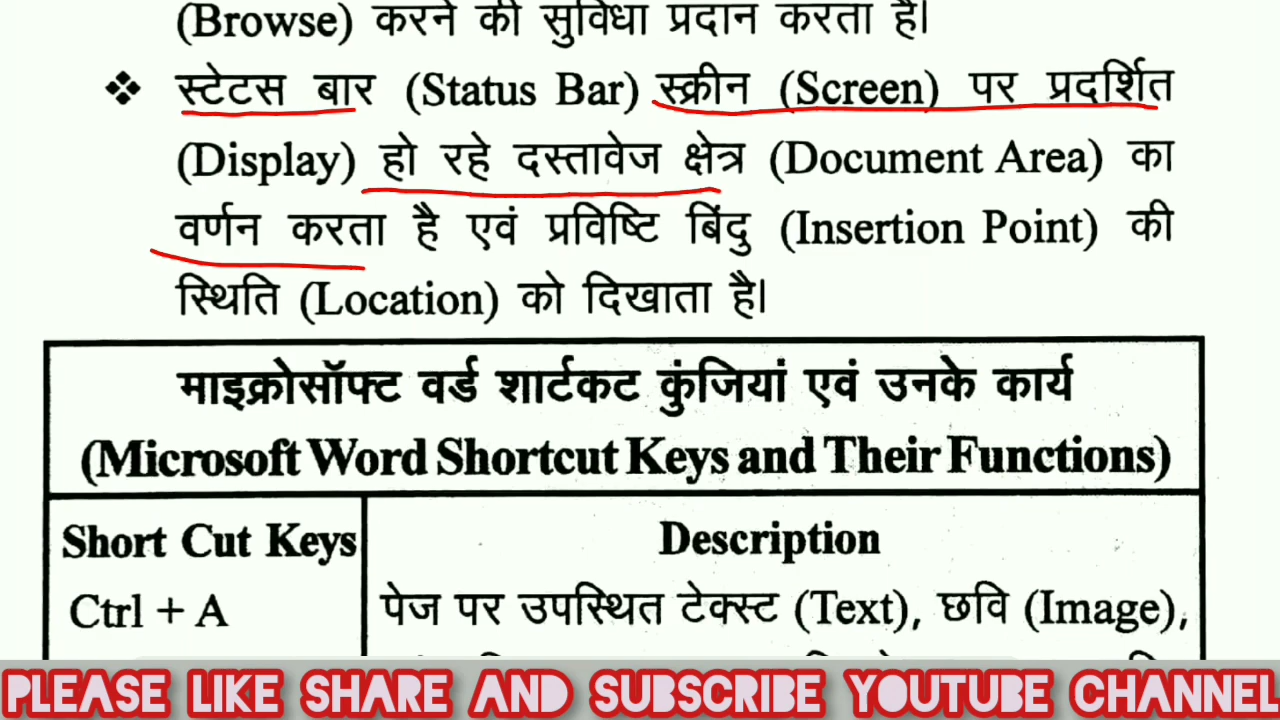 (Browse) करने की सुविधा प्रदान करता है।
❖ स्टेटस बार (Status Bar) स्क्रीन (Screen) पर प्रदर्शित
(Display) हो रहे दस्तावेज क्षेत्र (Document Area) का
वर्णन करता है एवं प्रविष्टि बिंदु (Insertion Point) की
स्थिति (Location) को दिखाता है।
माइक्रोसॉफ्ट वर्ड शार्टकट कुंजियां एवं उनके कार्य
(Microsoft Word Shortcut Keys and Their Functions)
Short Cut Keys Description
Ctrl + A पेज पर उपस्थित टेक्स्ट (Text), छवि (Image),
PLEASE LIKE SHARE AND SUBSCRIBE YOUTUBE CHANNEL